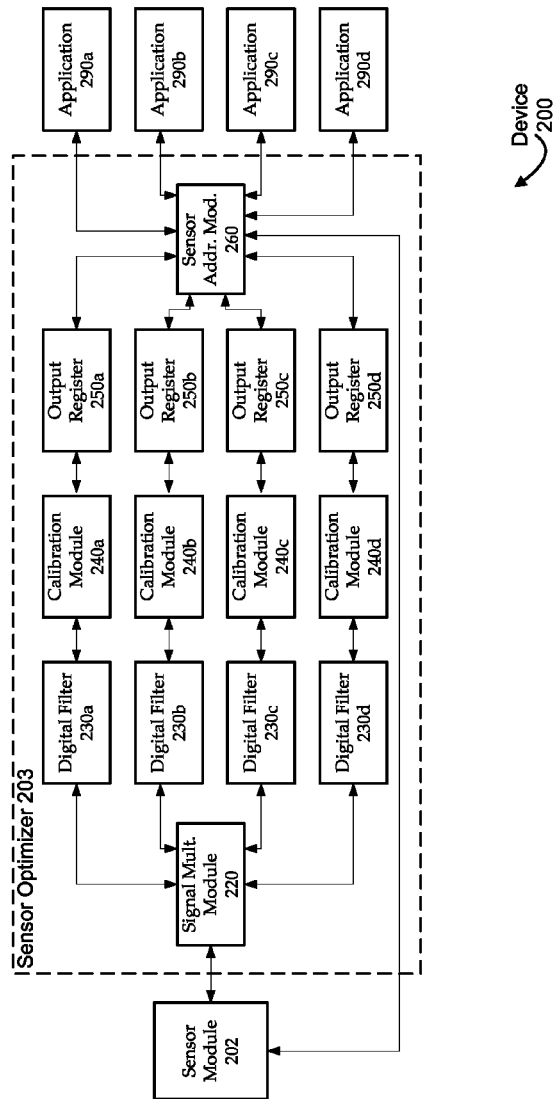 Sensor Optimizer 203
Sensor
Module
202
Signal Mult.
Module
220
Digital Filter
230a
Digital Filter
230b
Digital Filter
230c
Digital Filter
230d
Calibration
Module
240a
Calibration
Module
240b
Calibration
Module
240c
Calibration
Module
240d
Output
Register
250a
Output
Register
250b
Output
Register
250c
Output
Register
250d
Sensor
Addr. Mod.
260
Application
290a
Application
290b
Application
290c
Application
290d
Device
200